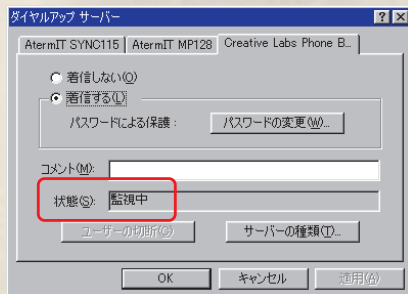 ダイヤルアップ サーバー
AtermIT SYNC115 AtermIT MP128 Creative Labs Phone B...
着信しない(O)
着信する(L)
パスワードによる保護: パスワードの変更(W)...
コメント(M):
状態(S): 監視中
ユーザーの切断(C) サーバーの種類(T)...
OK キャンセル 適用(A)